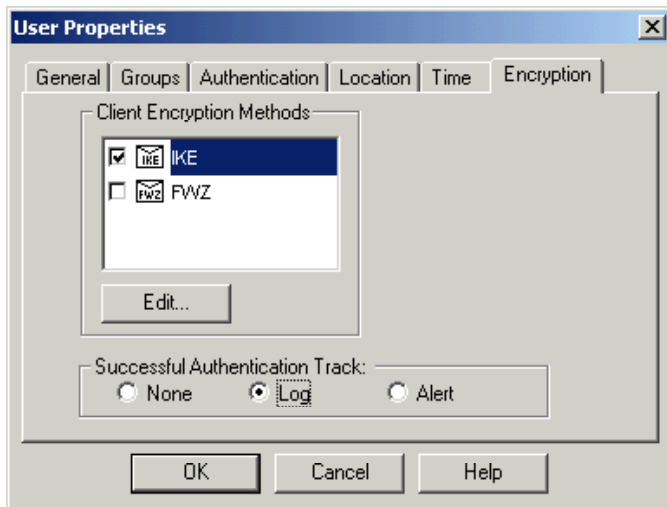 User Properties
General Groups Authentication Location Time Encryption
Client Encryption Methods
IKE IKE
FWZ FWZ
Edit...
Successful Authentication Track:
None Log Alert
OK Cancel Help